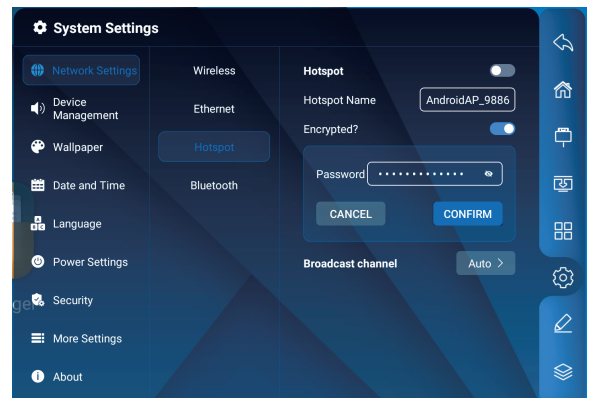 System Settings
Network Settings
Wireless
Hotspot
Device
Management
Ethernet
Hotspot Name
AndroidAP_9886
Encrypted?
Wallpaper
Hotspot
Password
•••••••••••••
Date and Time
Bluetooth
CANCEL
CONFIRM
Language
Power Settings
Broadcast channel
Auto >
Security
More Settings
About